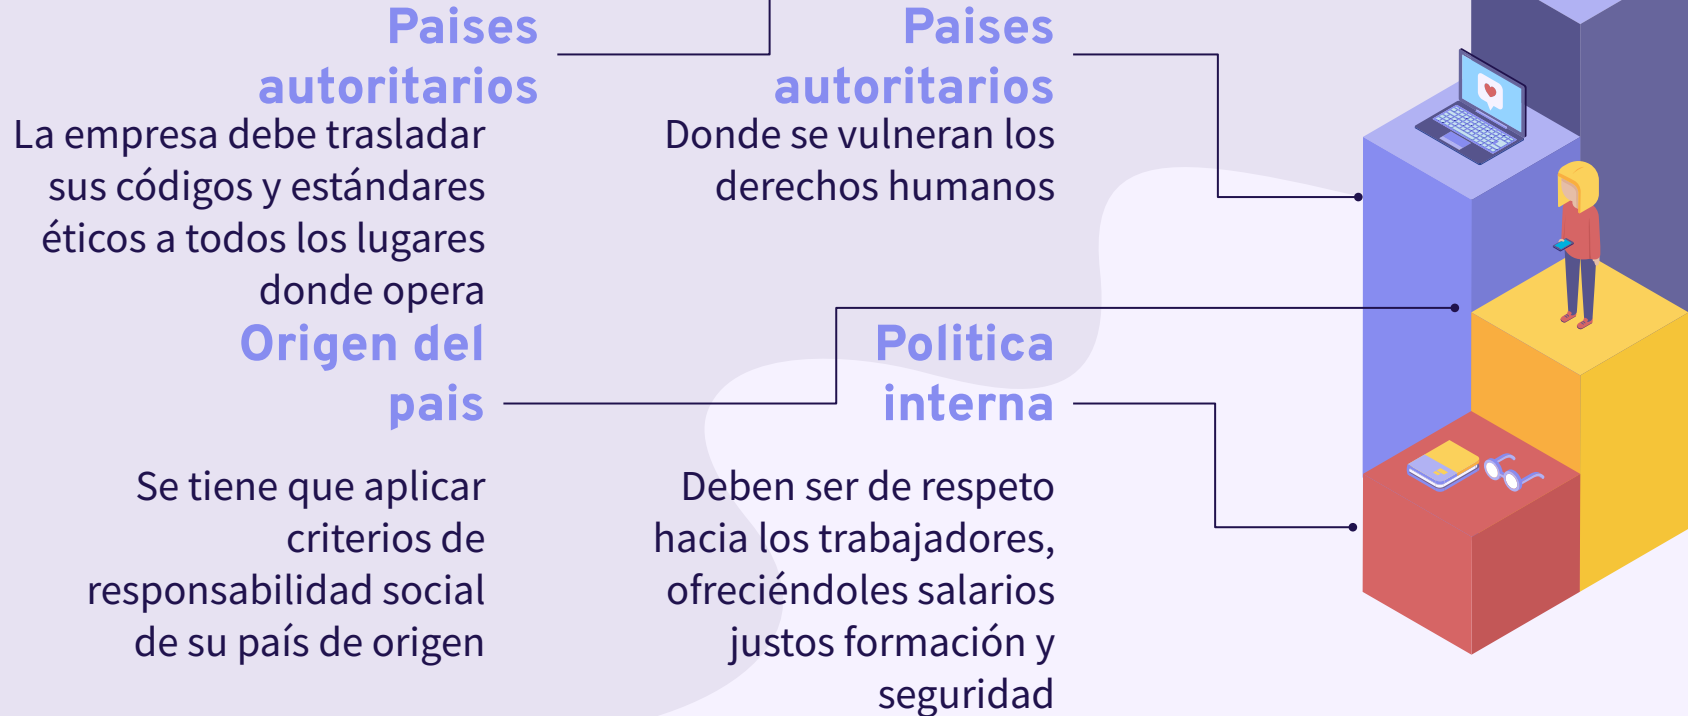 Paises
autoritarios
La empresa debe trasladar
sus códigos y estándares
éticos a todos los lugares
donde opera
Paises
autoritarios
Donde se vulneran los
derechos humanos
Origen del
pais
Se tiene que aplicar
criterios de
responsabilidad social
de su país de origen
Politica
interna
Deben ser de respeto
hacia los trabajadores,
ofreciéndoles salarios
justos formación y
seguridad